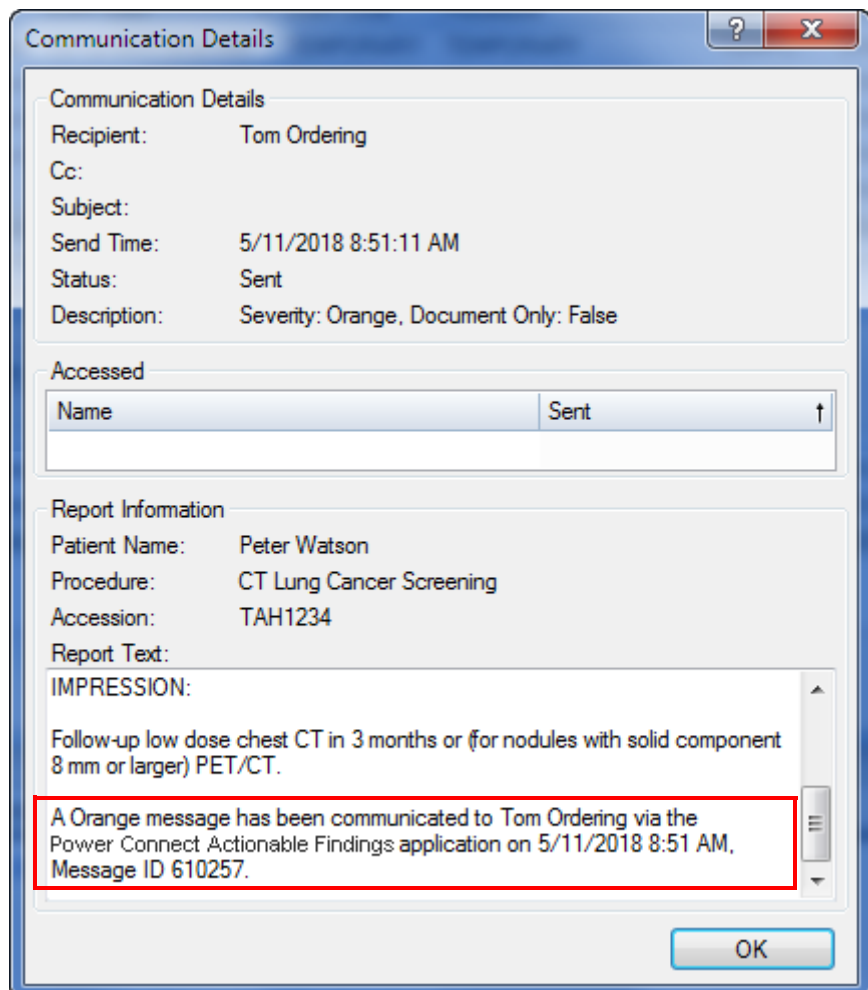 Communication Details
?
X
Communication Details
Recipient: Tom Ordering
Cc:
Subject:
Send Time: 5/11/2018 8:51:11 AM
Status: Sent
Description: Severity: Orange, Document Only: False
Accessed
Name Sent
Report Information
Patient Name: Peter Watson
Procedure: CT Lung Cancer Screening
Accession: TAH1234
Report Text:
IMPRESSION:
Follow-up low dose chest CT in 3 months or (for nodules with solid component
8 mm or larger) PET/CT.
A Orange message has been communicated to Tom Ordering via the
Power Connect Actionable Findings application on 5/11/2018 8:51 AM,
Message ID 610257.
OK